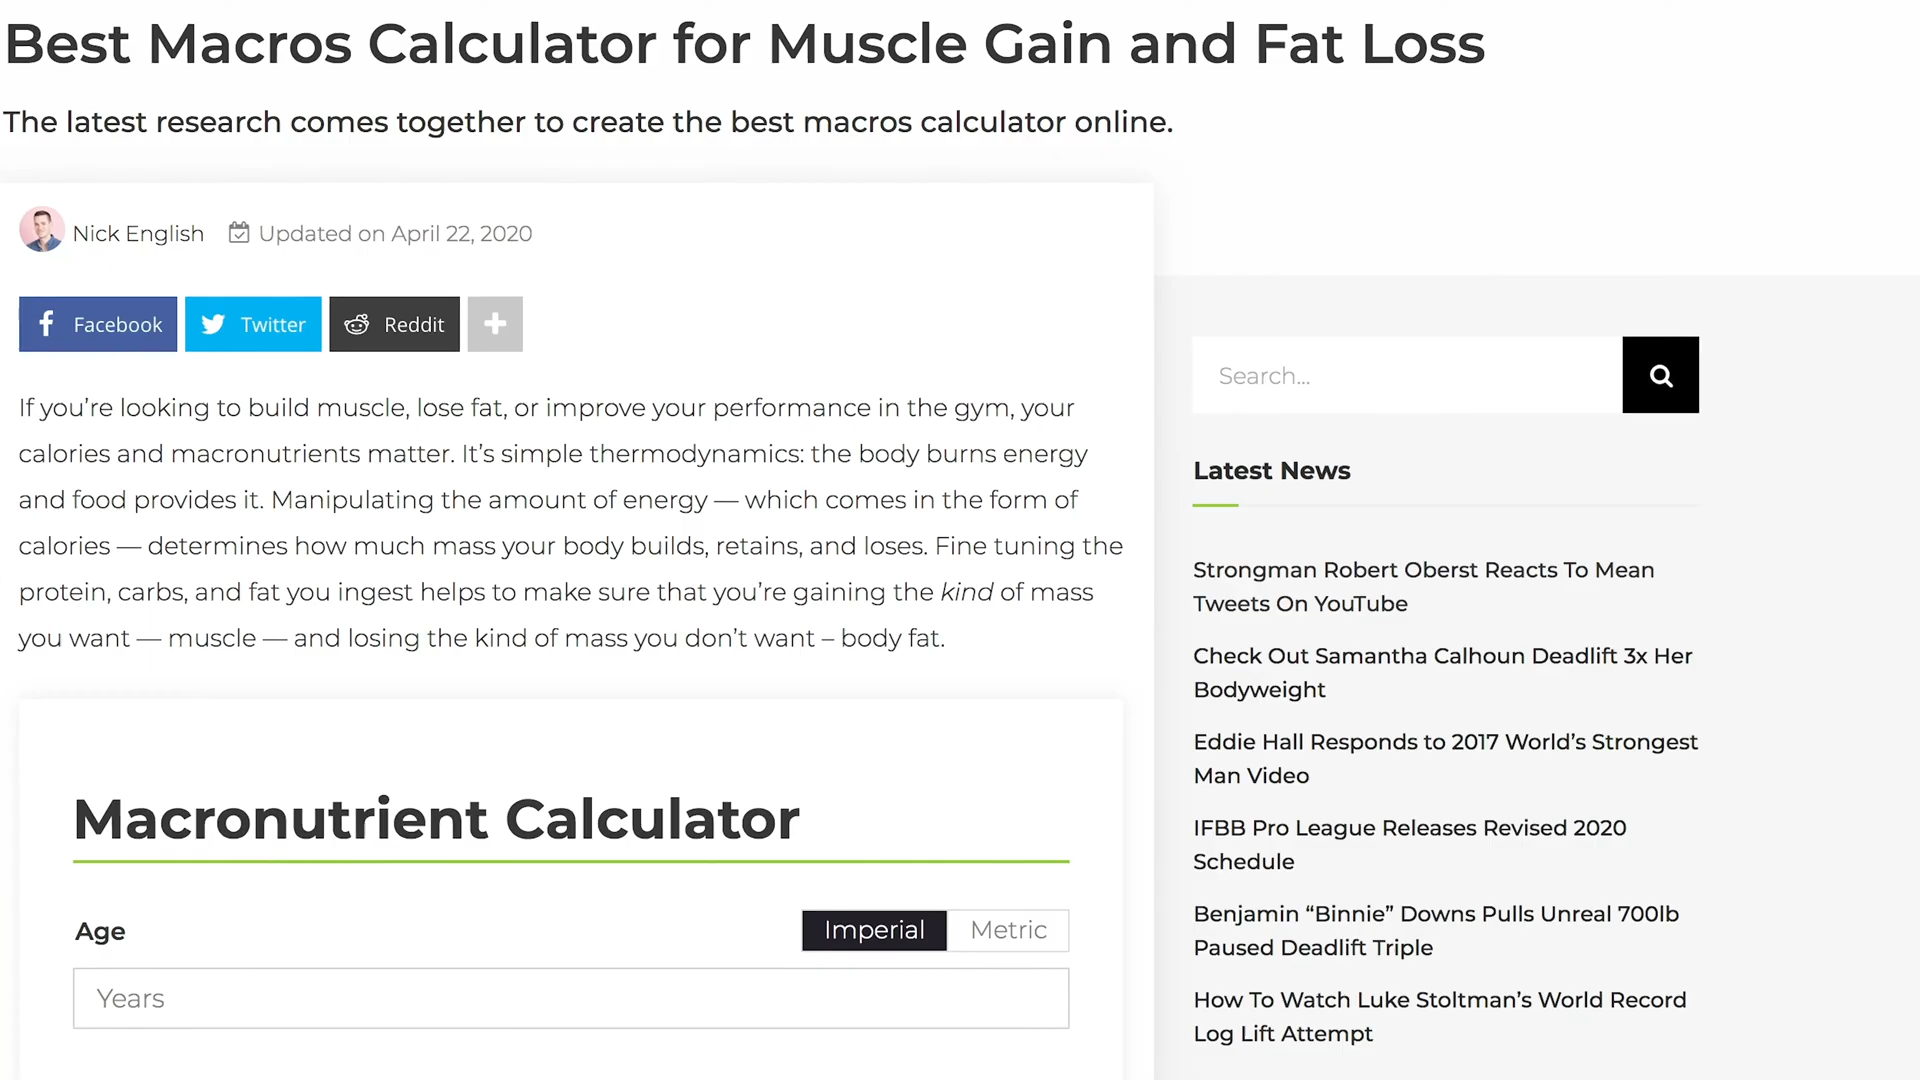 Best Macros Calculator for Muscle Gain and Fat Loss
The latest research comes together to create the best macros calculator online.
Nick English Updated on April 22, 2020
Facebook Twitter Reddit
If you’re looking to build muscle, lose fat, or improve your performance in the gym, your
calories and macronutrients matter. It’s simple thermodynamics: the body burns energy
and food provides it. Manipulating the amount of energy — which comes in the form of
calories — determines how much mass your body builds, retains, and loses. Fine tuning the
protein, carbs, and fat you ingest helps to make sure that you’re gaining the kind of mass
you want — muscle — and losing the kind of mass you don’t want – body fat.
Macronutrient Calculator
Age
Imperial Metric
Years
Search...
Latest News
Strongman Robert Oberst Reacts To Mean
Tweets On YouTube
Check Out Samantha Calhoun Deadlift 3x Her
Bodyweight
Eddie Hall Responds to 2017 World’s Strongest
Man Video
IFBB Pro League Releases Revised 2020
Schedule
Benjamin “Binnie” Downs Pulls Unreal 700lb
Paused Deadlift Triple
How To Watch Luke Stoltman’s World Record
Log Lift Attempt